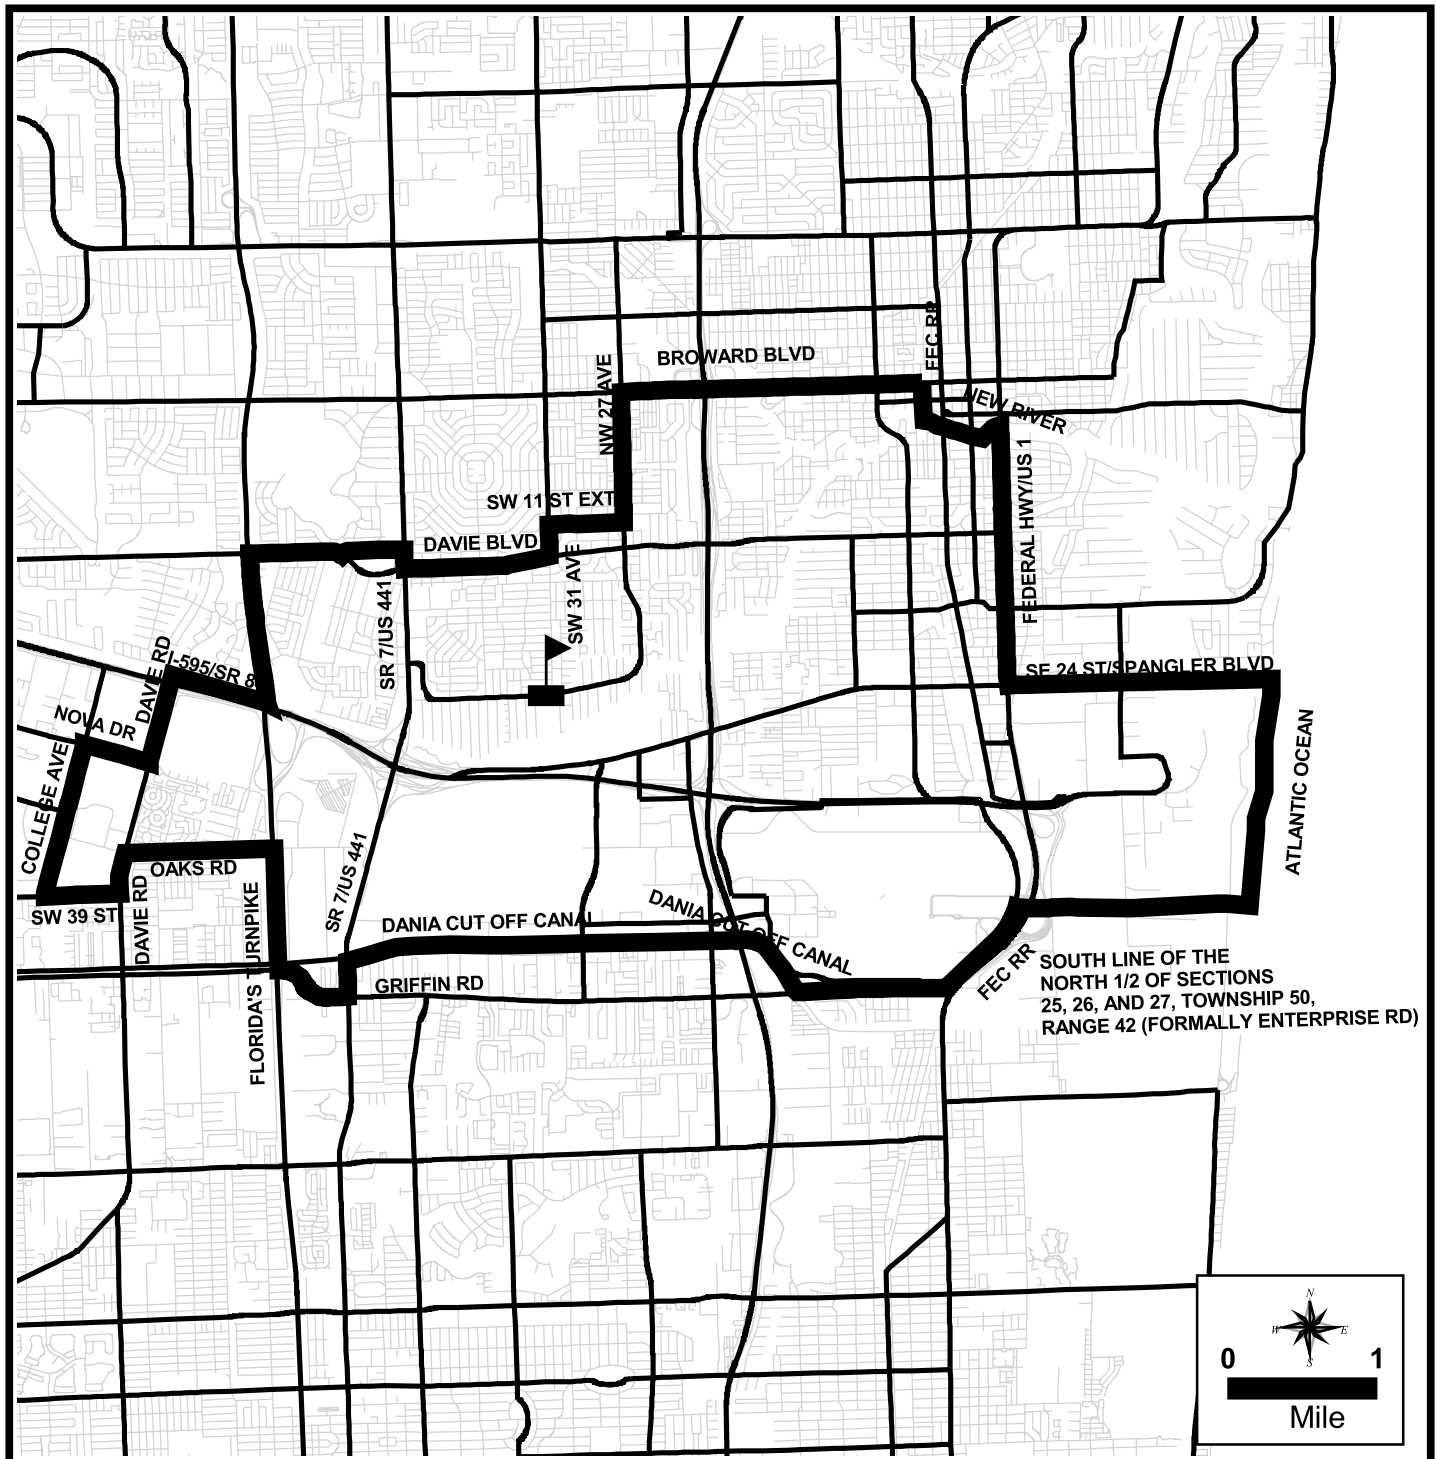 BROWARD BLVD
FEC RR
NW 27 AVE
NEW RIVER
FEDERAL HWY/US 1
SW 11 ST EXT
DAVIE BLVD
SW 31 AVE
SR 7/US 441
DAVIE RD
I-595/SR 8
SE 24 ST/SPANGLER BLVD
NOVA DR
COLLEGE AVE
ATLANTIC OCEAN
OAKS RD
SR 7/US 441
SW 39 ST
DAVIE RD
FLORIDA'S TURNPIKE
DANIA CUT OFF CANAL
DANIA CUT OFF CANAL
GRIFFIN RD
FEC RR
SOUTH LINE OF THE
NORTH 1/2 OF SECTIONS
25, 26, AND 27, TOWNSHIP 50,
RANGE 42 (FORMALLY ENTERPRISE RD)
N
W E
S
0 1
Mile